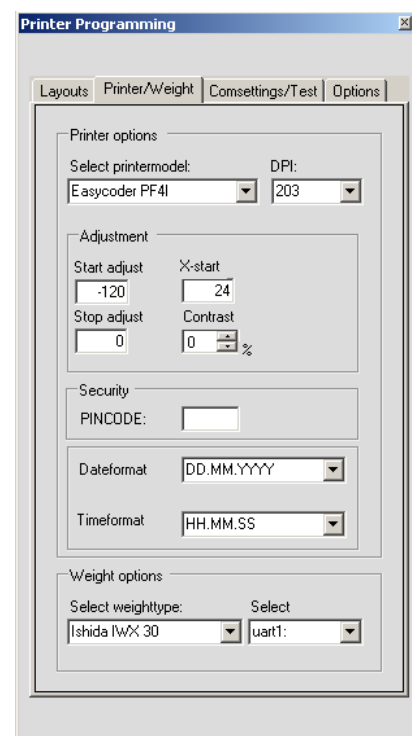 Printer Programming
Layouts Printer/Weight Comsettings/Test Options
Printer options
Select printermodel: DPI:
Easycoder PF4I 203
Adjustment
Start adjust X-start
-120 24
Stop adjust Contrast
0 0 %
Security
PINCODE:
Dateformat DD.MM.YYYY
Timeformat HH.MM.SS
Weight options
Select weighttype: Select
Ishida IWX 30 uart1: